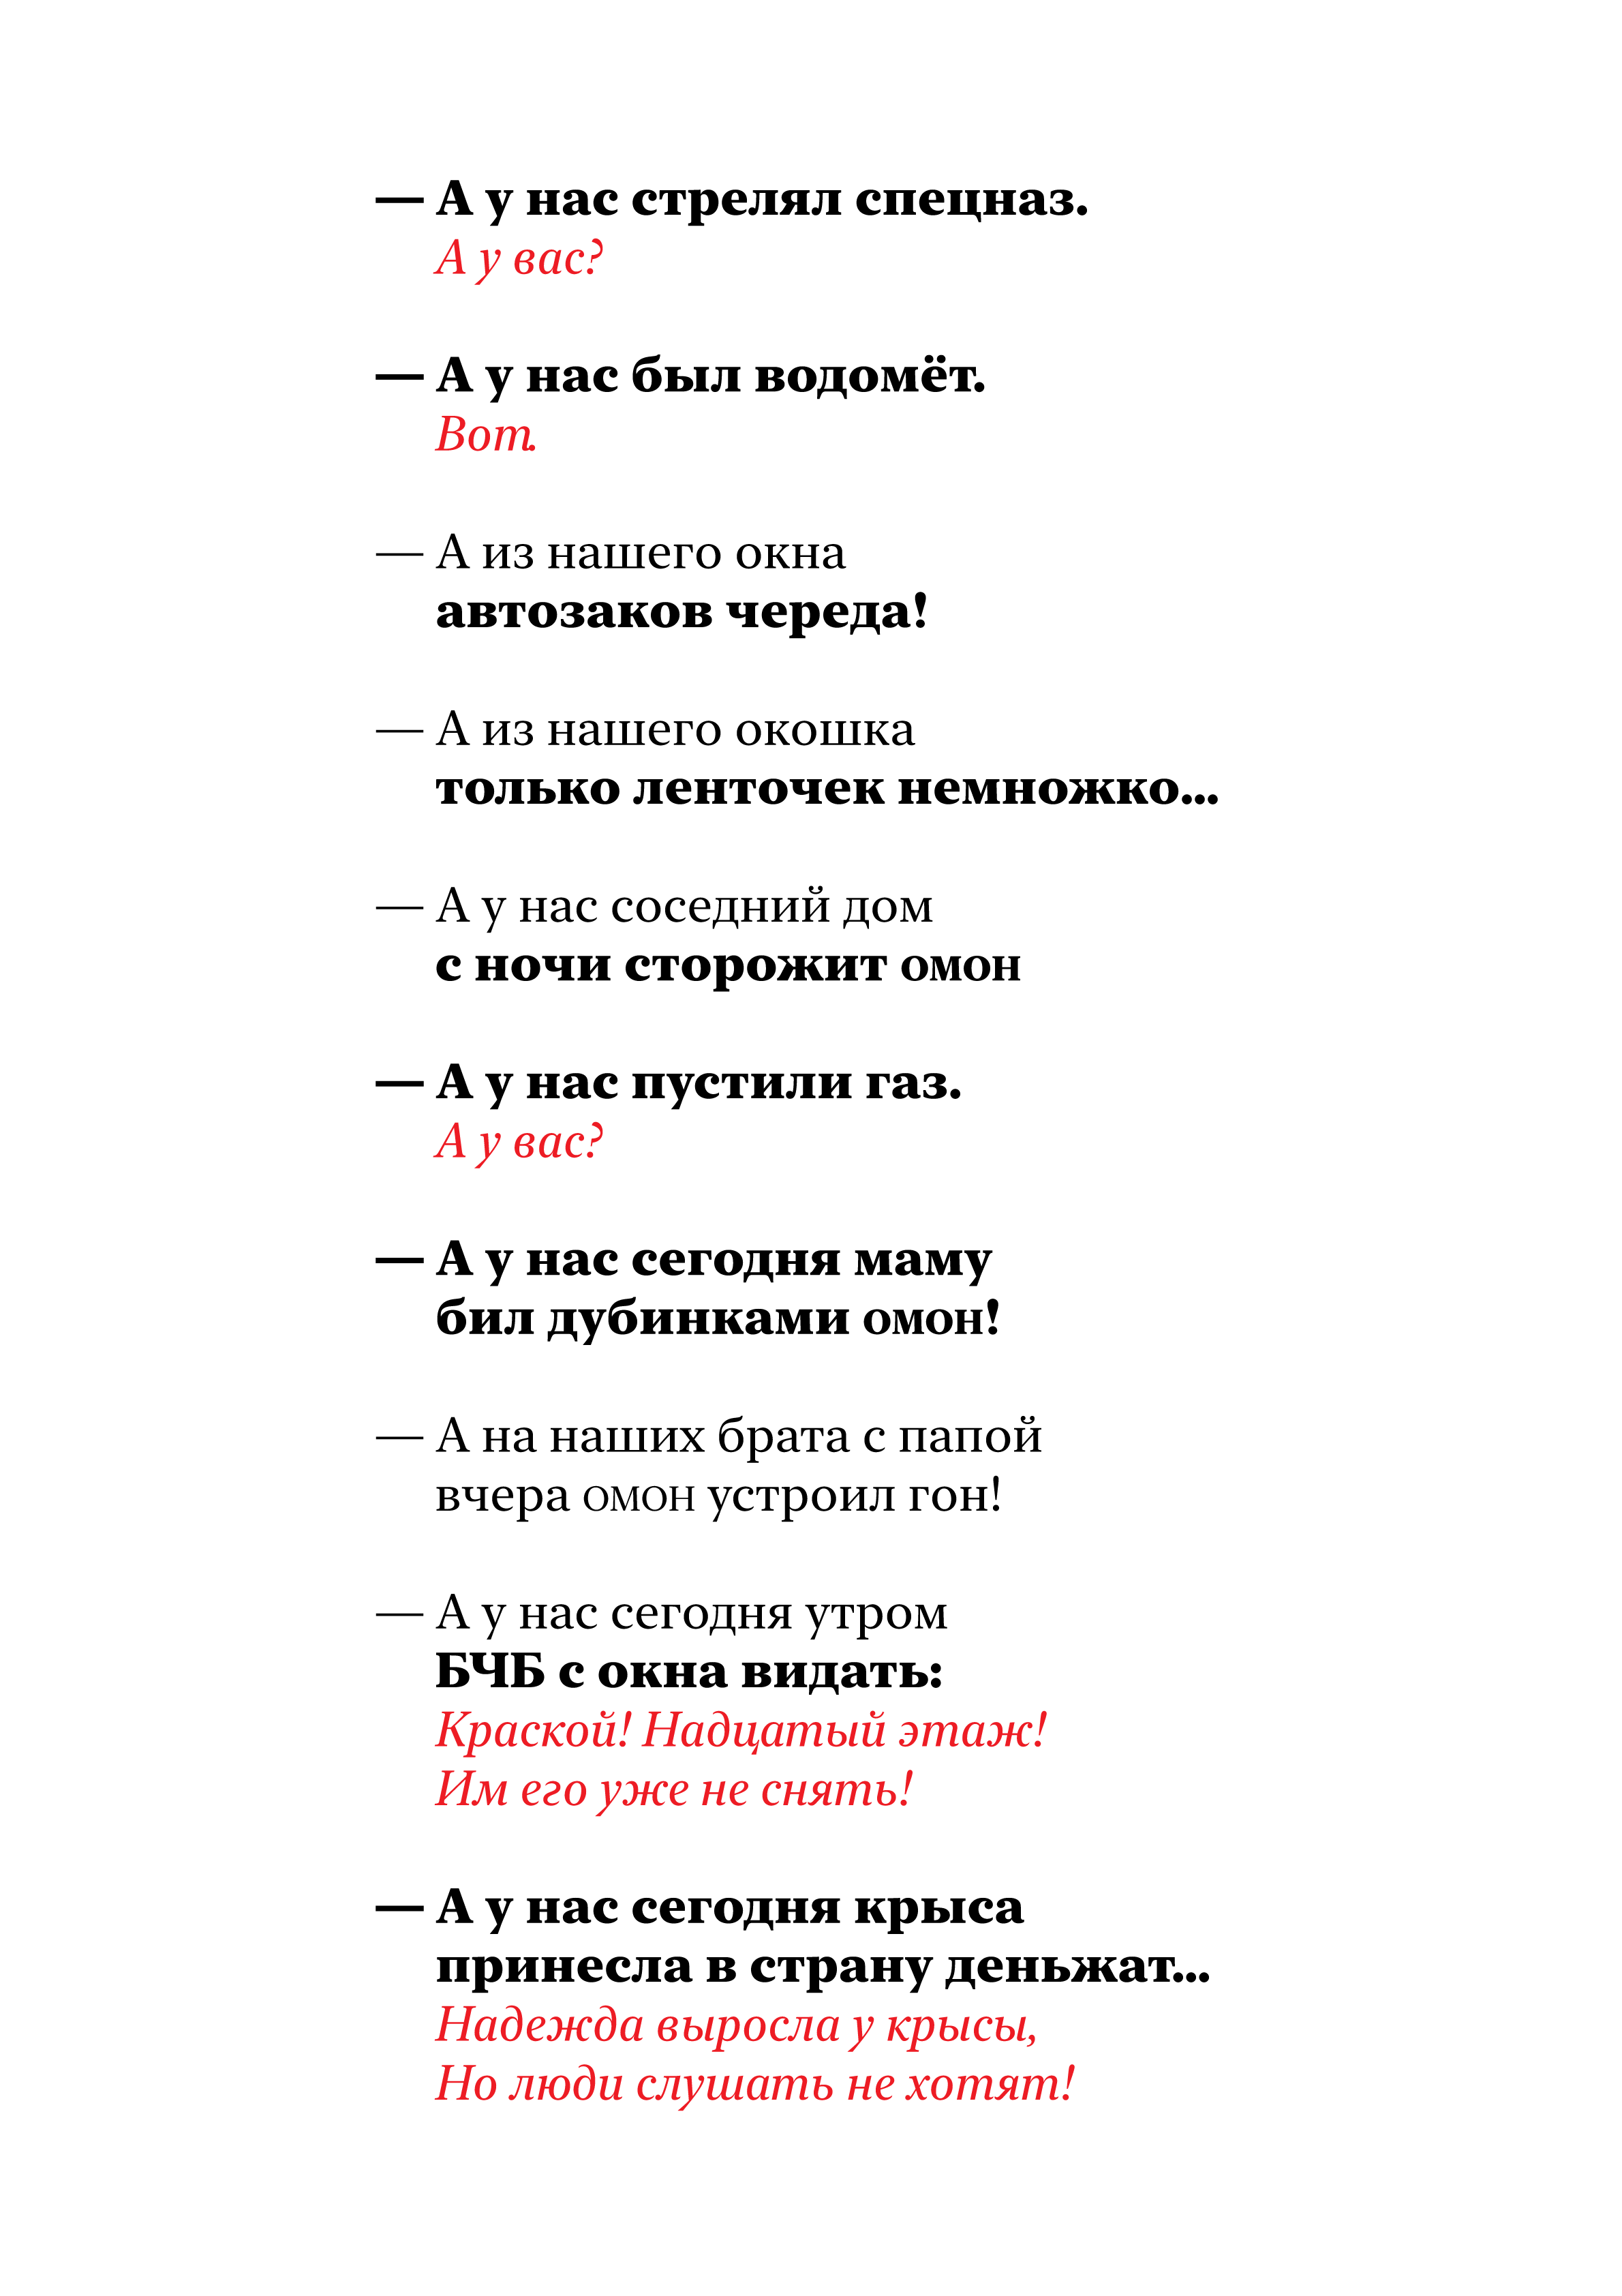 — А у нас стрелял спецназ.
А у вас?
— А у нас был водомёт.
Вот.
— А из нашего окна
автозаков череда!
— А из нашего окошка
только ленточек немножко...
— А у нас соседний дом
с ночи сторожит ОМОН
— А у нас пустили газ.
А у вас?
— А у нас сегодня маму
бил дубинками ОМОН!
— А на наших брата с папой
вчера ОМОН устроил гон!
— А у нас сегодня утром
БЧБ с окна видать:
Краской! Надцатый этаж!
Им его уже не снять!
— А у нас сегодня крыса
принесла в страну деньжат...
Надежда выросла у крысы,
Но люди слушать не хотят!